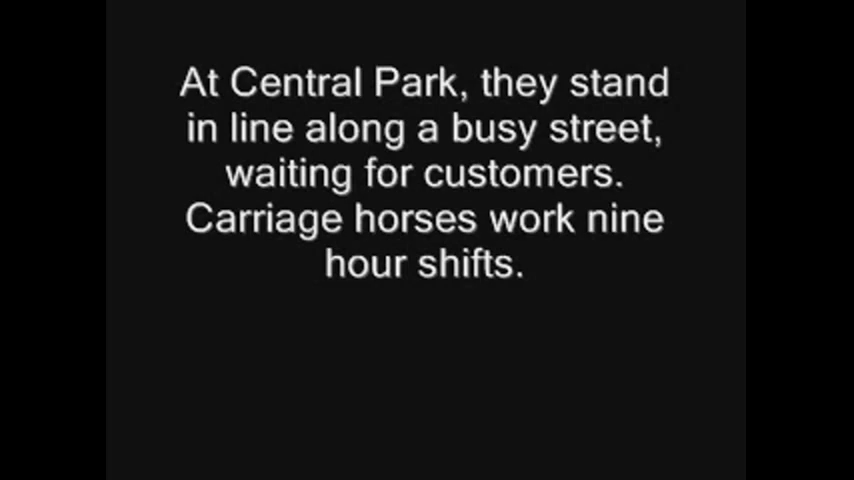 At Central Park, they stand
in line along a busy street,
waiting for customers.
Carriage horses work nine
hour shifts.